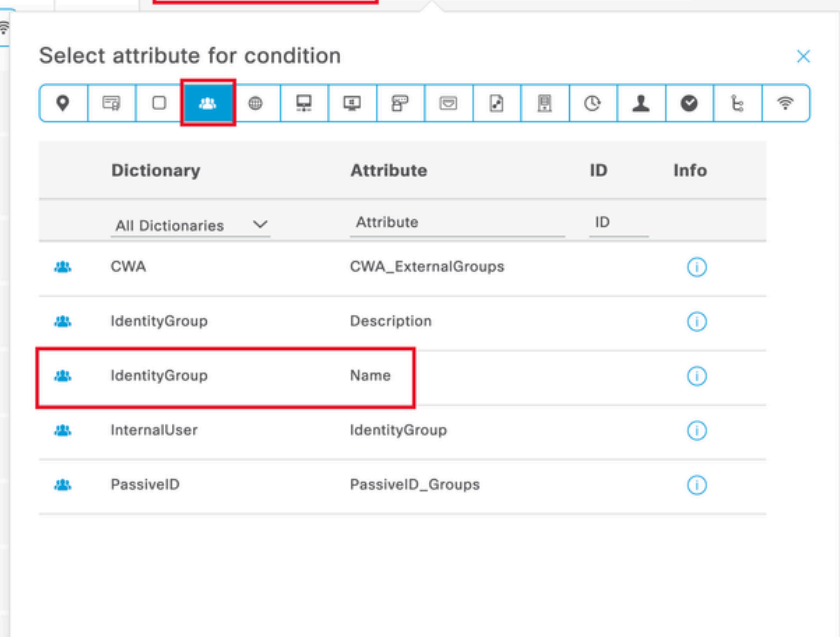 Select attribute for condition
Dictionary Attribute ID Info
All Dictionaries Attribute ID
CWA CWA_ExternalGroups
IdentityGroup Description
IdentityGroup Name
InternalUser IdentityGroup
PassiveID PassiveID_Groups